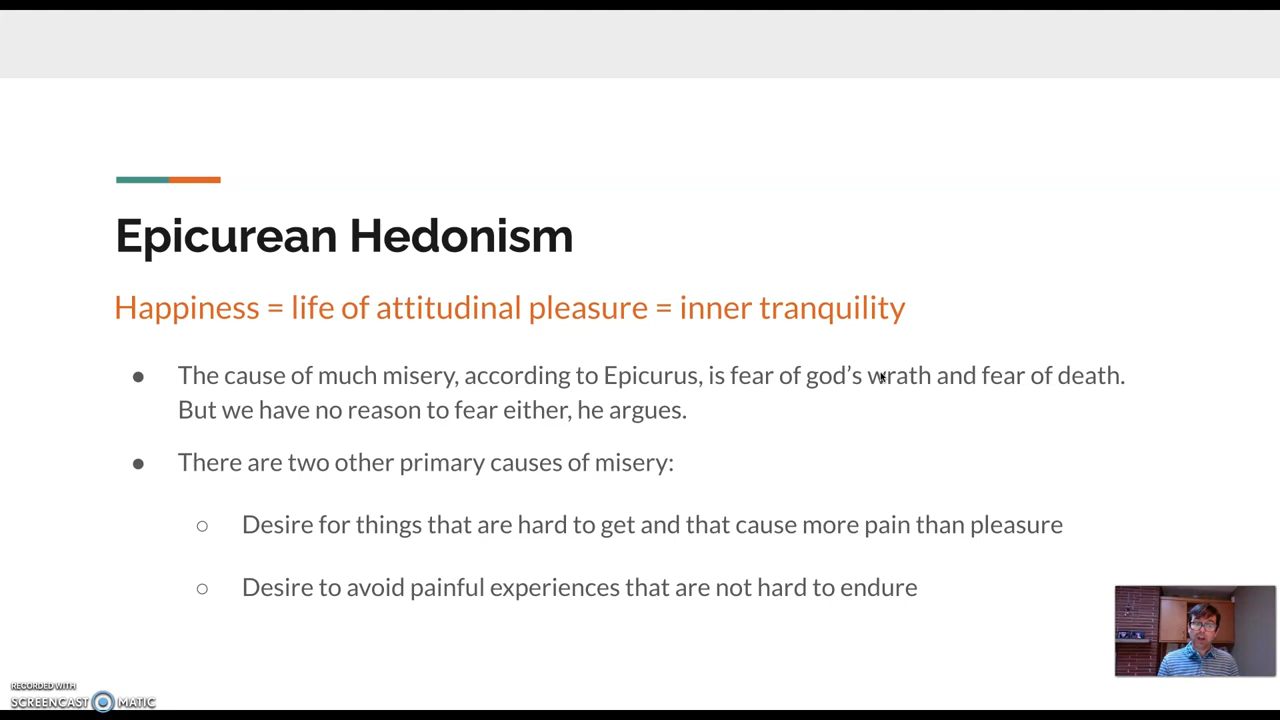 Epicurean Hedonism
Happiness = life of attitudinal pleasure = inner tranquility
● The cause of much misery, according to Epicurus, is fear of god's wrath and fear of death.
But we have no reason to fear either, he argues.
● There are two other primary causes of misery:
○ Desire for things that are hard to get and that cause more pain than pleasure
○ Desire to avoid painful experiences that are not hard to endure
RECORDED WITH
SCREENCAST MATIC